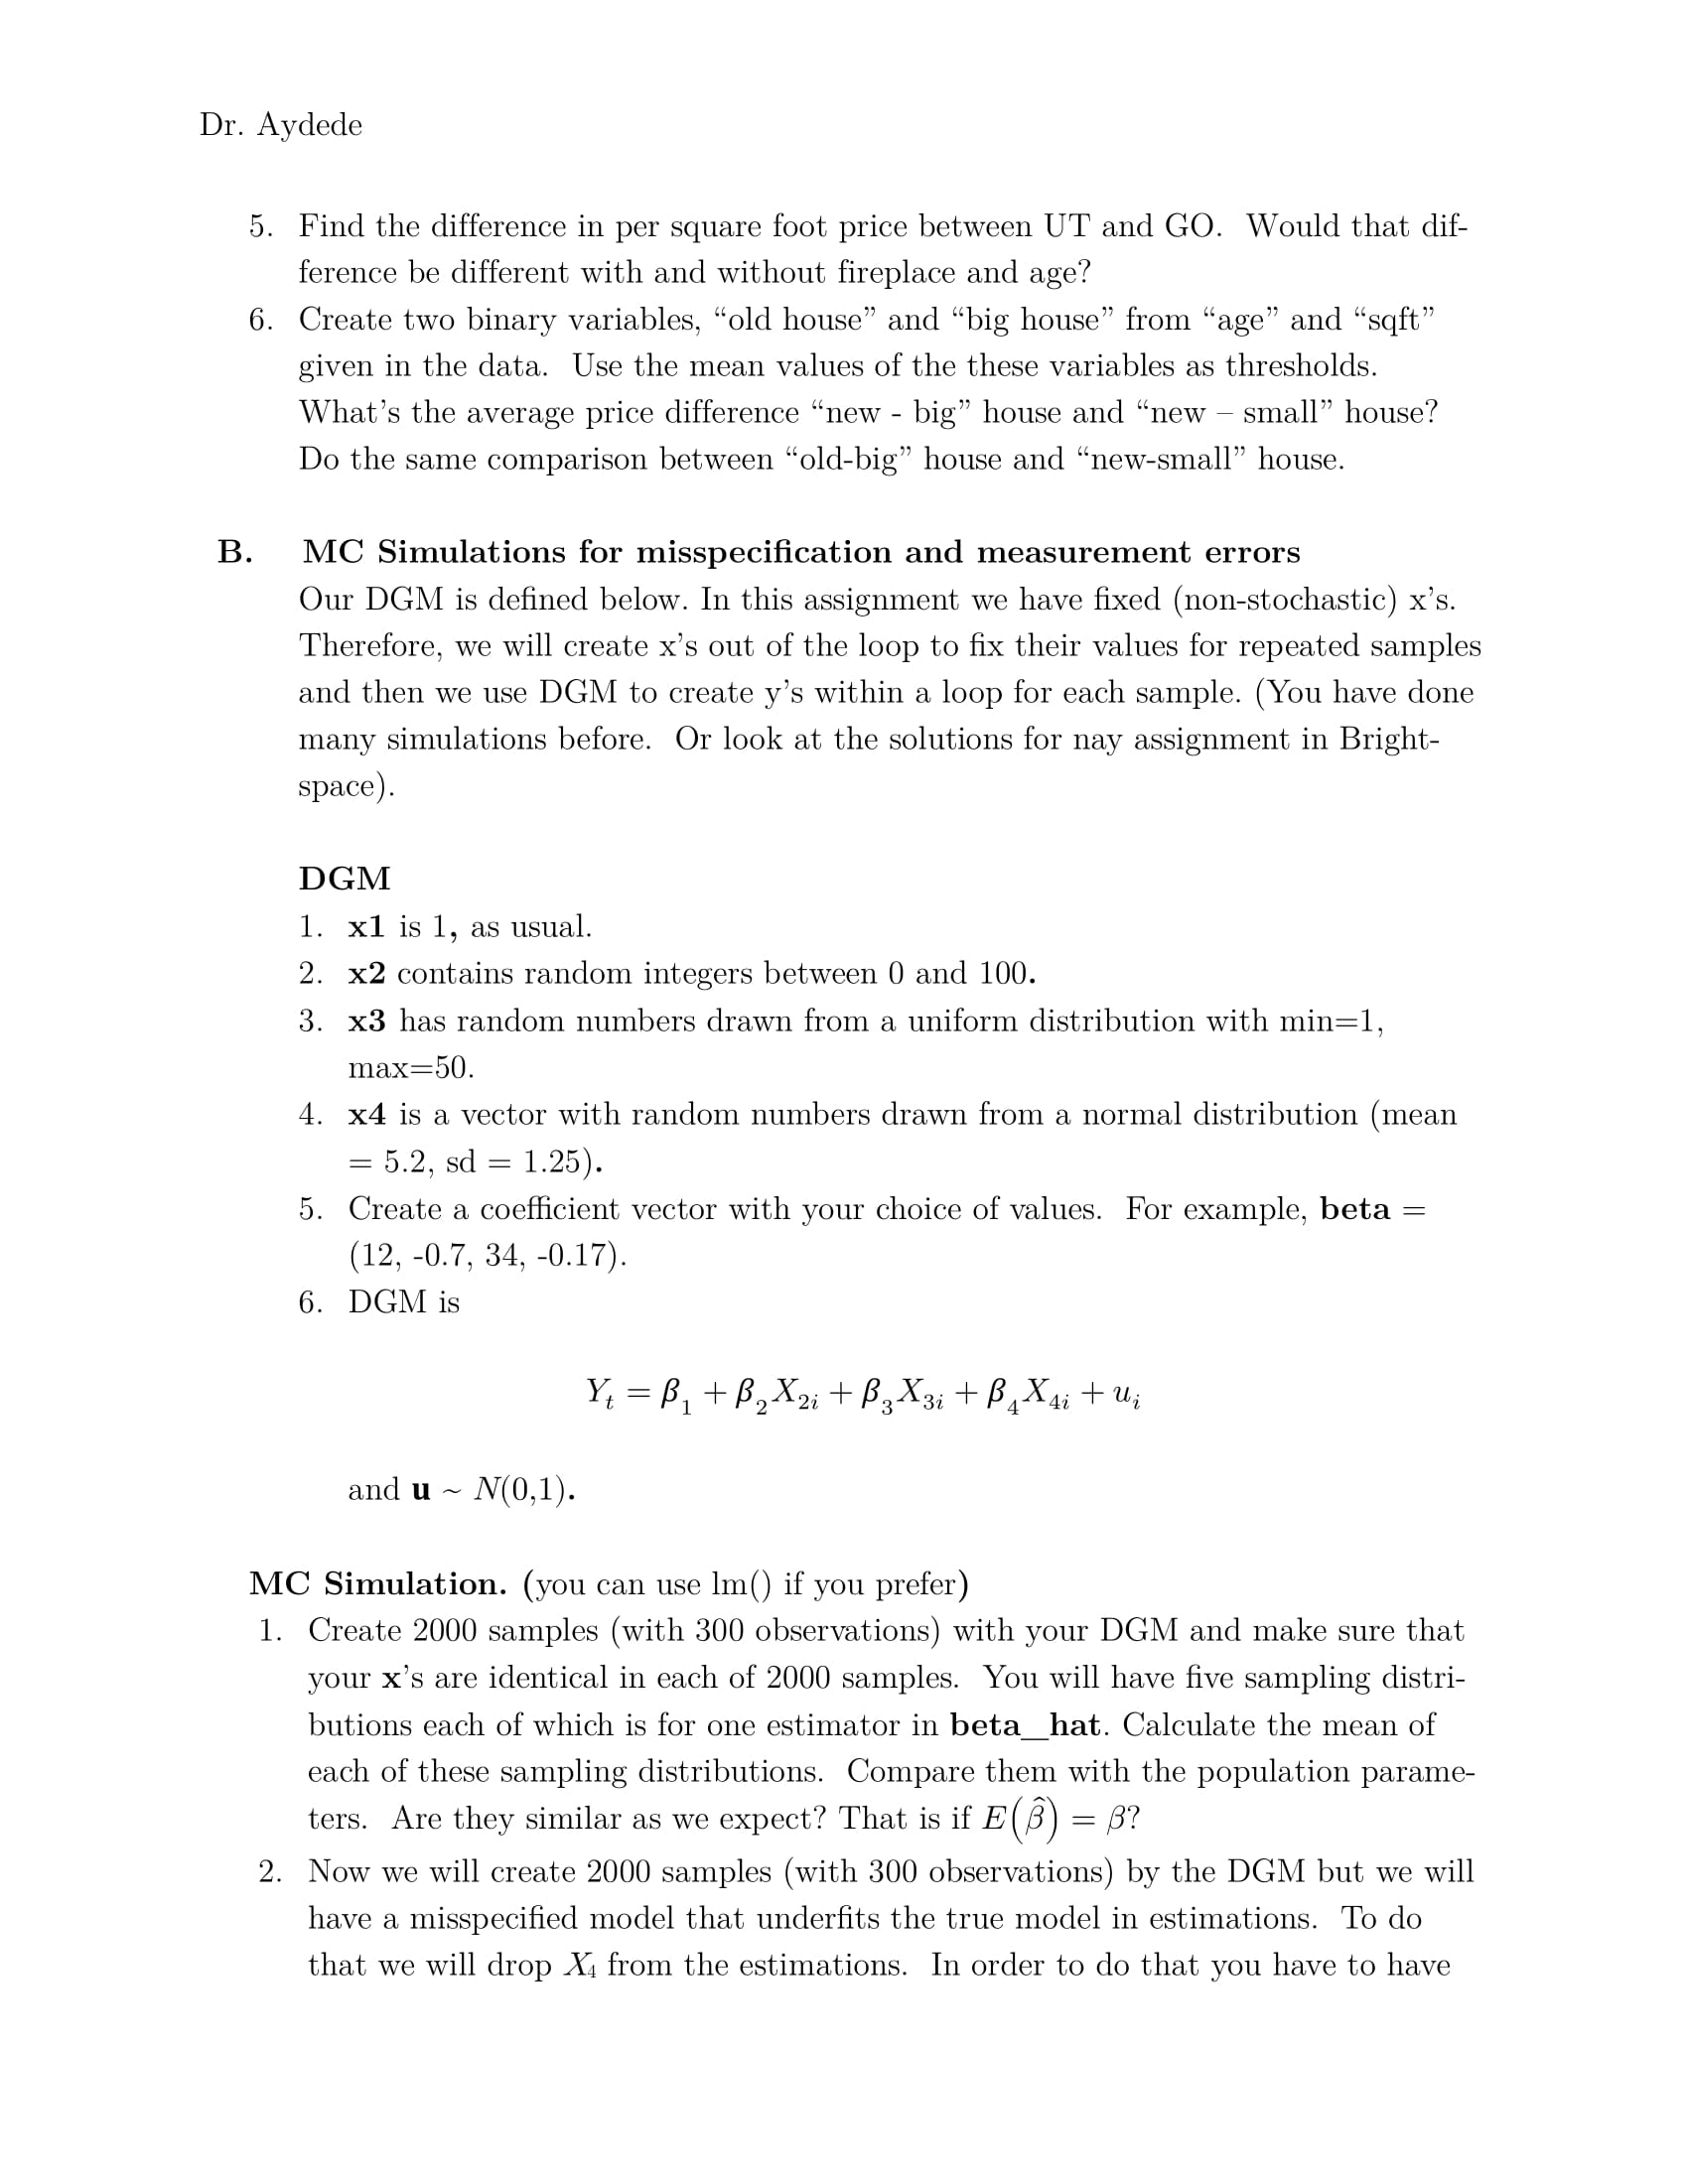 Dr. Aydede
5. Find the difference in per square foot price between UT and GO. Would that dif-
ference be different with and without fireplace and age?
6. Create two binary variables, “old house” and “big house” from “age” and “sqft”
given in the data. Use the mean values of the these variables as thresholds.
What’s the average price difference “new - big” house and “new – small” house?
Do the same comparison between “old-big” house and “new-small” house.
B. MC Simulations for misspecification and measurement errors
Our DGM is defined below. In this assignment we have fixed (non-stochastic) x’s.
Therefore, we will create x’s out of the loop to fix their values for repeated samples
and then we use DGM to create y’s within a loop for each sample. (You have done
many simulations before. Or look at the solutions for nay assignment in Bright-
space).
DGM
1. x1 is 1, as usual.
2. x2 contains random integers between 0 and 100.
3. x3 has random numbers drawn from a uniform distribution with min=1,
max=50.
4. x4 is a vector with random numbers drawn from a normal distribution (mean
= 5.2, sd = 1.25).
5. Create a coefficient vector with your choice of values. For example, beta =
(12, -0.7, 34, -0.17).
6. DGM is
Y_t = β_1 + β_2 X_{2i} + β_3 X_{3i} + β_4 X_{4i} + u_i
and u ~ N(0,1).
MC Simulation. (you can use lm() if you prefer)
1. Create 2000 samples (with 300 observations) with your DGM and make sure that
your x’s are identical in each of 2000 samples. You will have five sampling distri-
butions each of which is for one estimator in beta_hat. Calculate the mean of
each of these sampling distributions. Compare them with the population parame-
ters. Are they similar as we expect? That is if E(β̂) = β?
2. Now we will create 2000 samples (with 300 observations) by the DGM but we will
have a misspecified model that underfits the true model in estimations. To do
that we will drop X₄ from the estimations. In order to do that you have to have